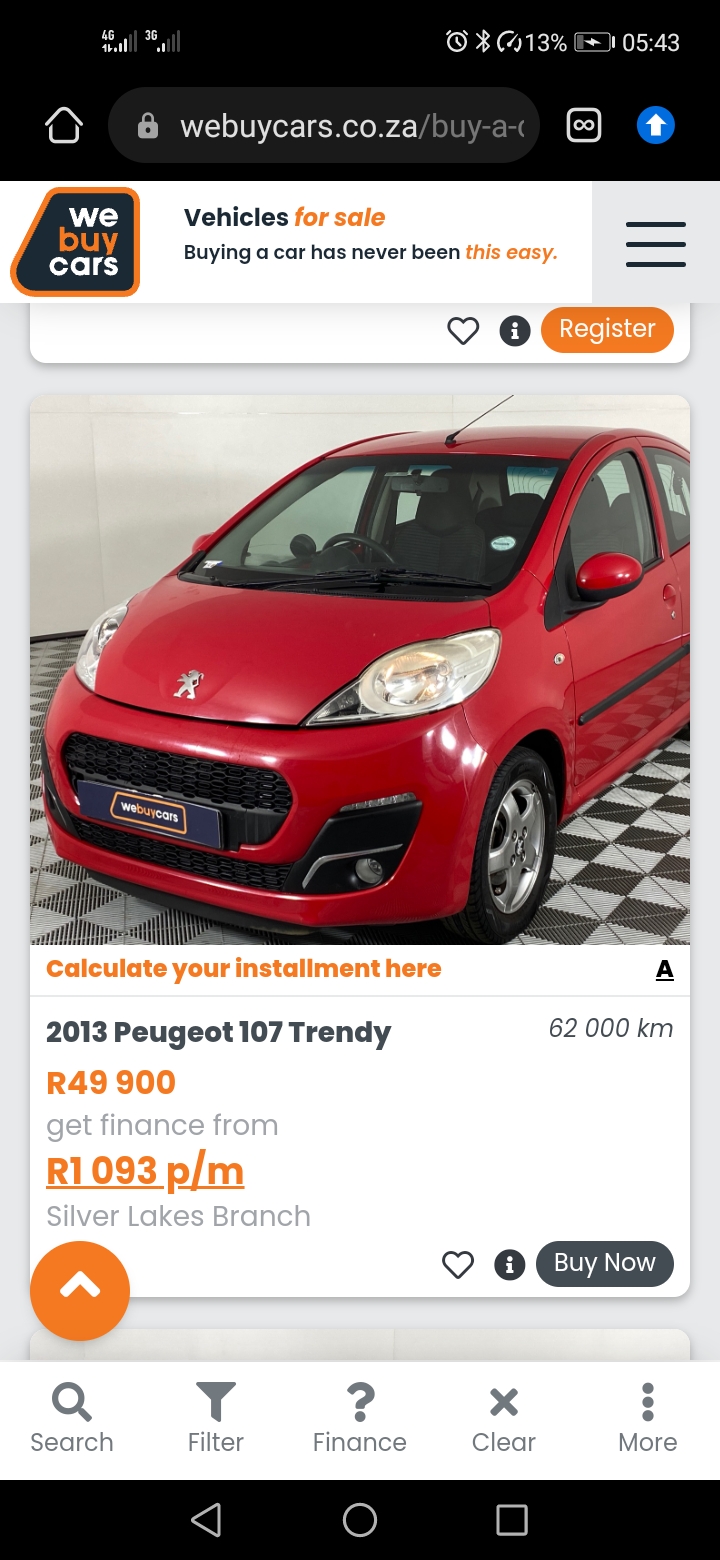 4G 3G 13% 05:43
webuycars.co.za/buy-a-c
we
buy
cars
Vehicles for sale
Buying a car has never been this easy.
Register
webuycars
Calculate your installment here A
2013 Peugeot 107 Trendy 62 000 km
R49 900
get finance from
R1 093 p/m
Silver Lakes Branch
Buy Now
Search Filter Finance Clear More